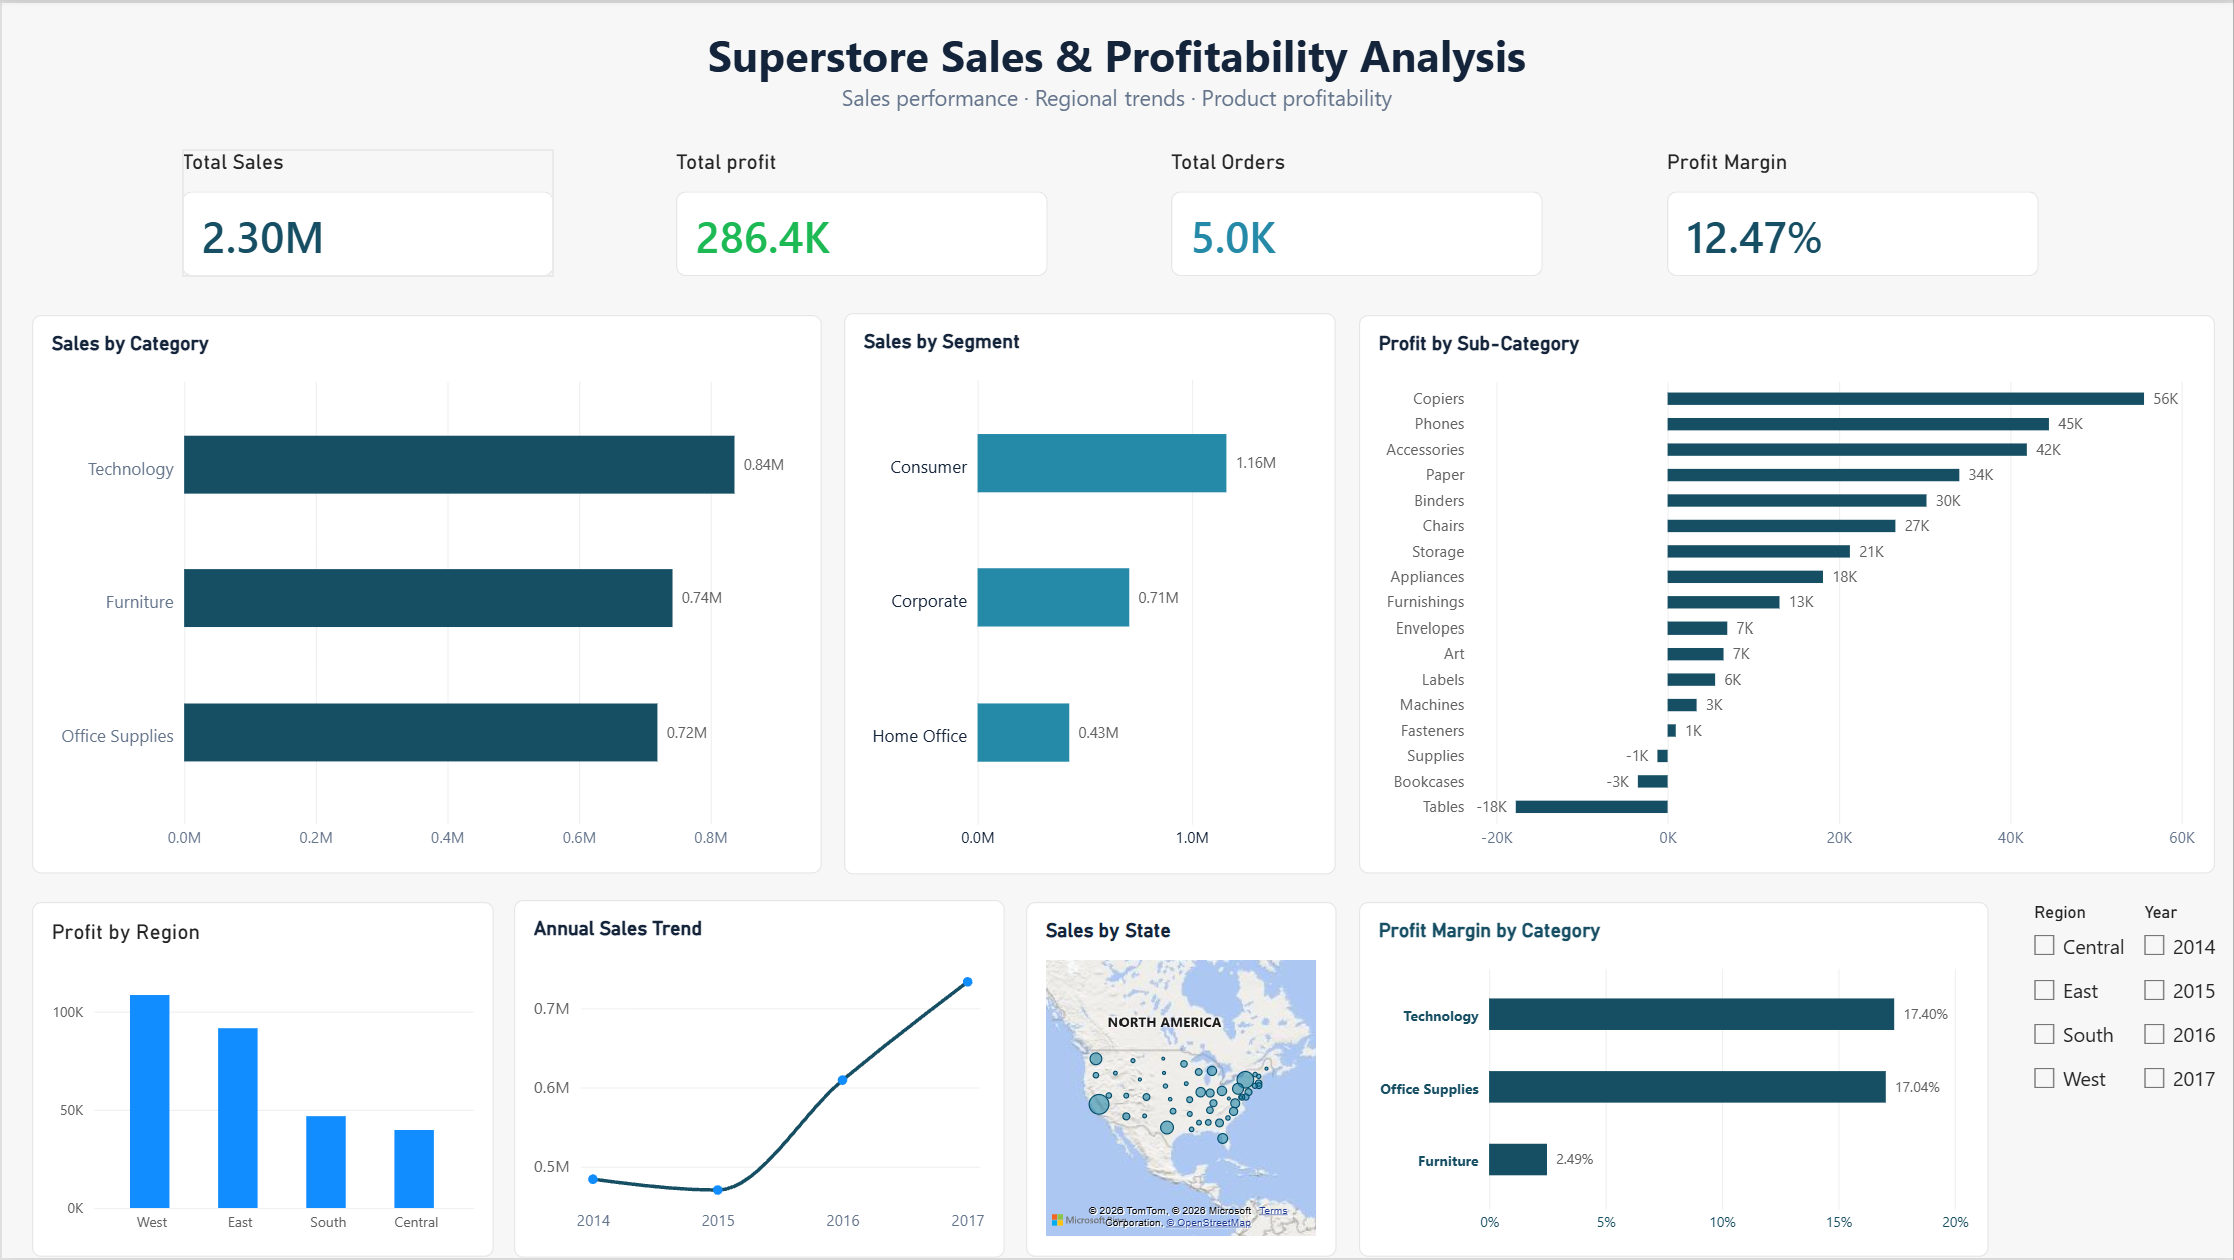 Superstore Sales & Profitability Analysis
Sales performance · Regional trends · Product profitability
Total Sales
2.30M
Total profit
286.4K
Total Orders
5.0K
Profit Margin
12.47%
Sales by Category
Technology
0.84M
Furniture
0.74M
Office Supplies
0.72M
0.0M 0.2M 0.4M 0.6M 0.8M
Sales by Segment
Consumer
1.16M
Corporate
0.71M
Home Office
0.43M
0.0M 1.0M
Profit by Sub-Category
Copiers 56K
Phones 45K
Accessories 42K
Paper 34K
Binders 30K
Chairs 27K
Storage 21K
Appliances 18K
Furnishings 13K
Envelopes 7K
Art 7K
Labels 6K
Machines 3K
Fasteners 1K
Supplies -1K
Bookcases -3K
Tables -18K
-20K 0K 20K 40K 60K
Profit by Region
100K
50K
0K
West East South Central
Annual Sales Trend
0.7M
0.6M
0.5M
2014 2015 2016 2017
Sales by State
NORTH AMERICA
© 2026 TomTom, © 2026 Microsoft Terms
Corporation, © OpenStreetMap
Profit Margin by Category
Technology 17.40%
Office Supplies 17.04%
Furniture 2.49%
0% 5% 10% 15% 20%
Region
Central
East
South
West
Year
2014
2015
2016
2017